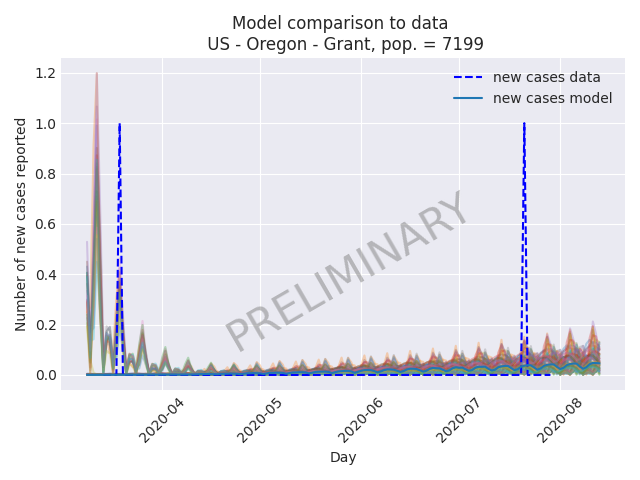 Model comparison to data
US - Oregon - Grant, pop. = 7199
new cases data
new cases model
Number of new cases reported
1.2
1.0
0.8
0.6
0.4
0.2
0.0
PRELIMINARY
2020-04
2020-05
2020-06
2020-07
2020-08
Day